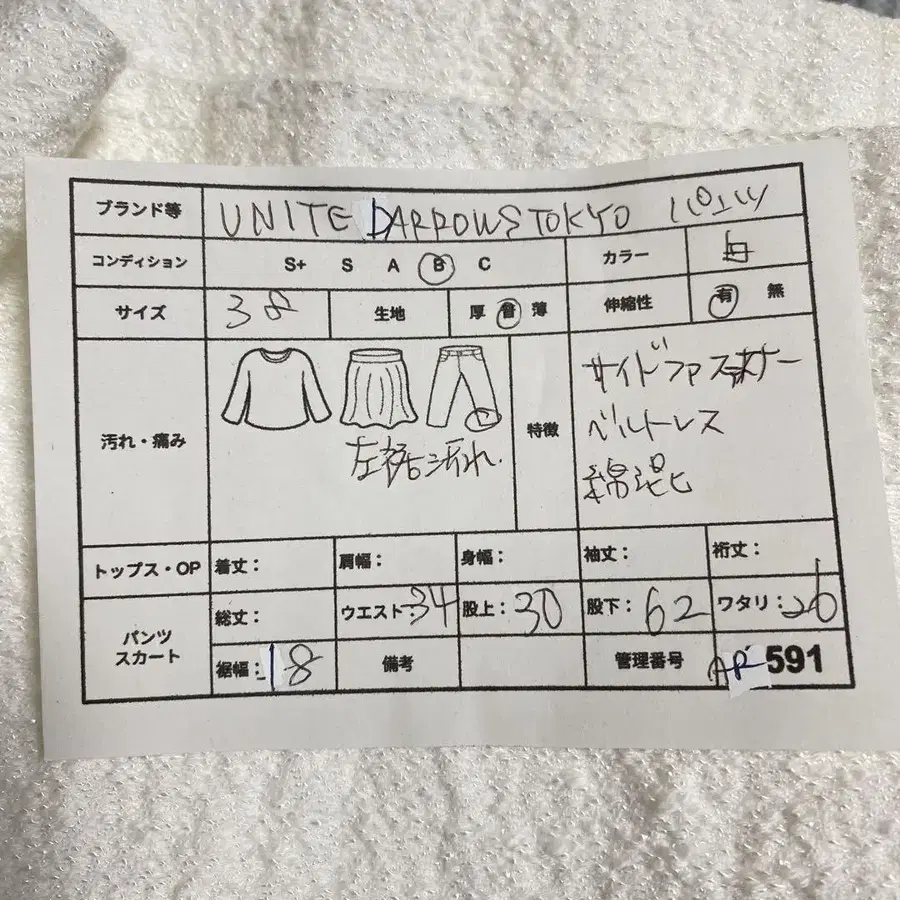 ブランド等 UNITED ARROWS TOKYO パンツ
コンディション S+ S A B C カラー 白
サイズ 38 生地 厚 普 薄 伸縮性 有 無
汚れ・痛み 左裾汚れ. 特徴 サイドファスナー
ベルトレス
綿混ヒ
トップス・OP 着丈： 肩幅： 身幅： 袖丈： 裄丈：
パンツ スカート 総丈： ウエスト:34 股上：30 股下：62 ワタリ：26
裾幅：18 備考 管理番号 AP 591